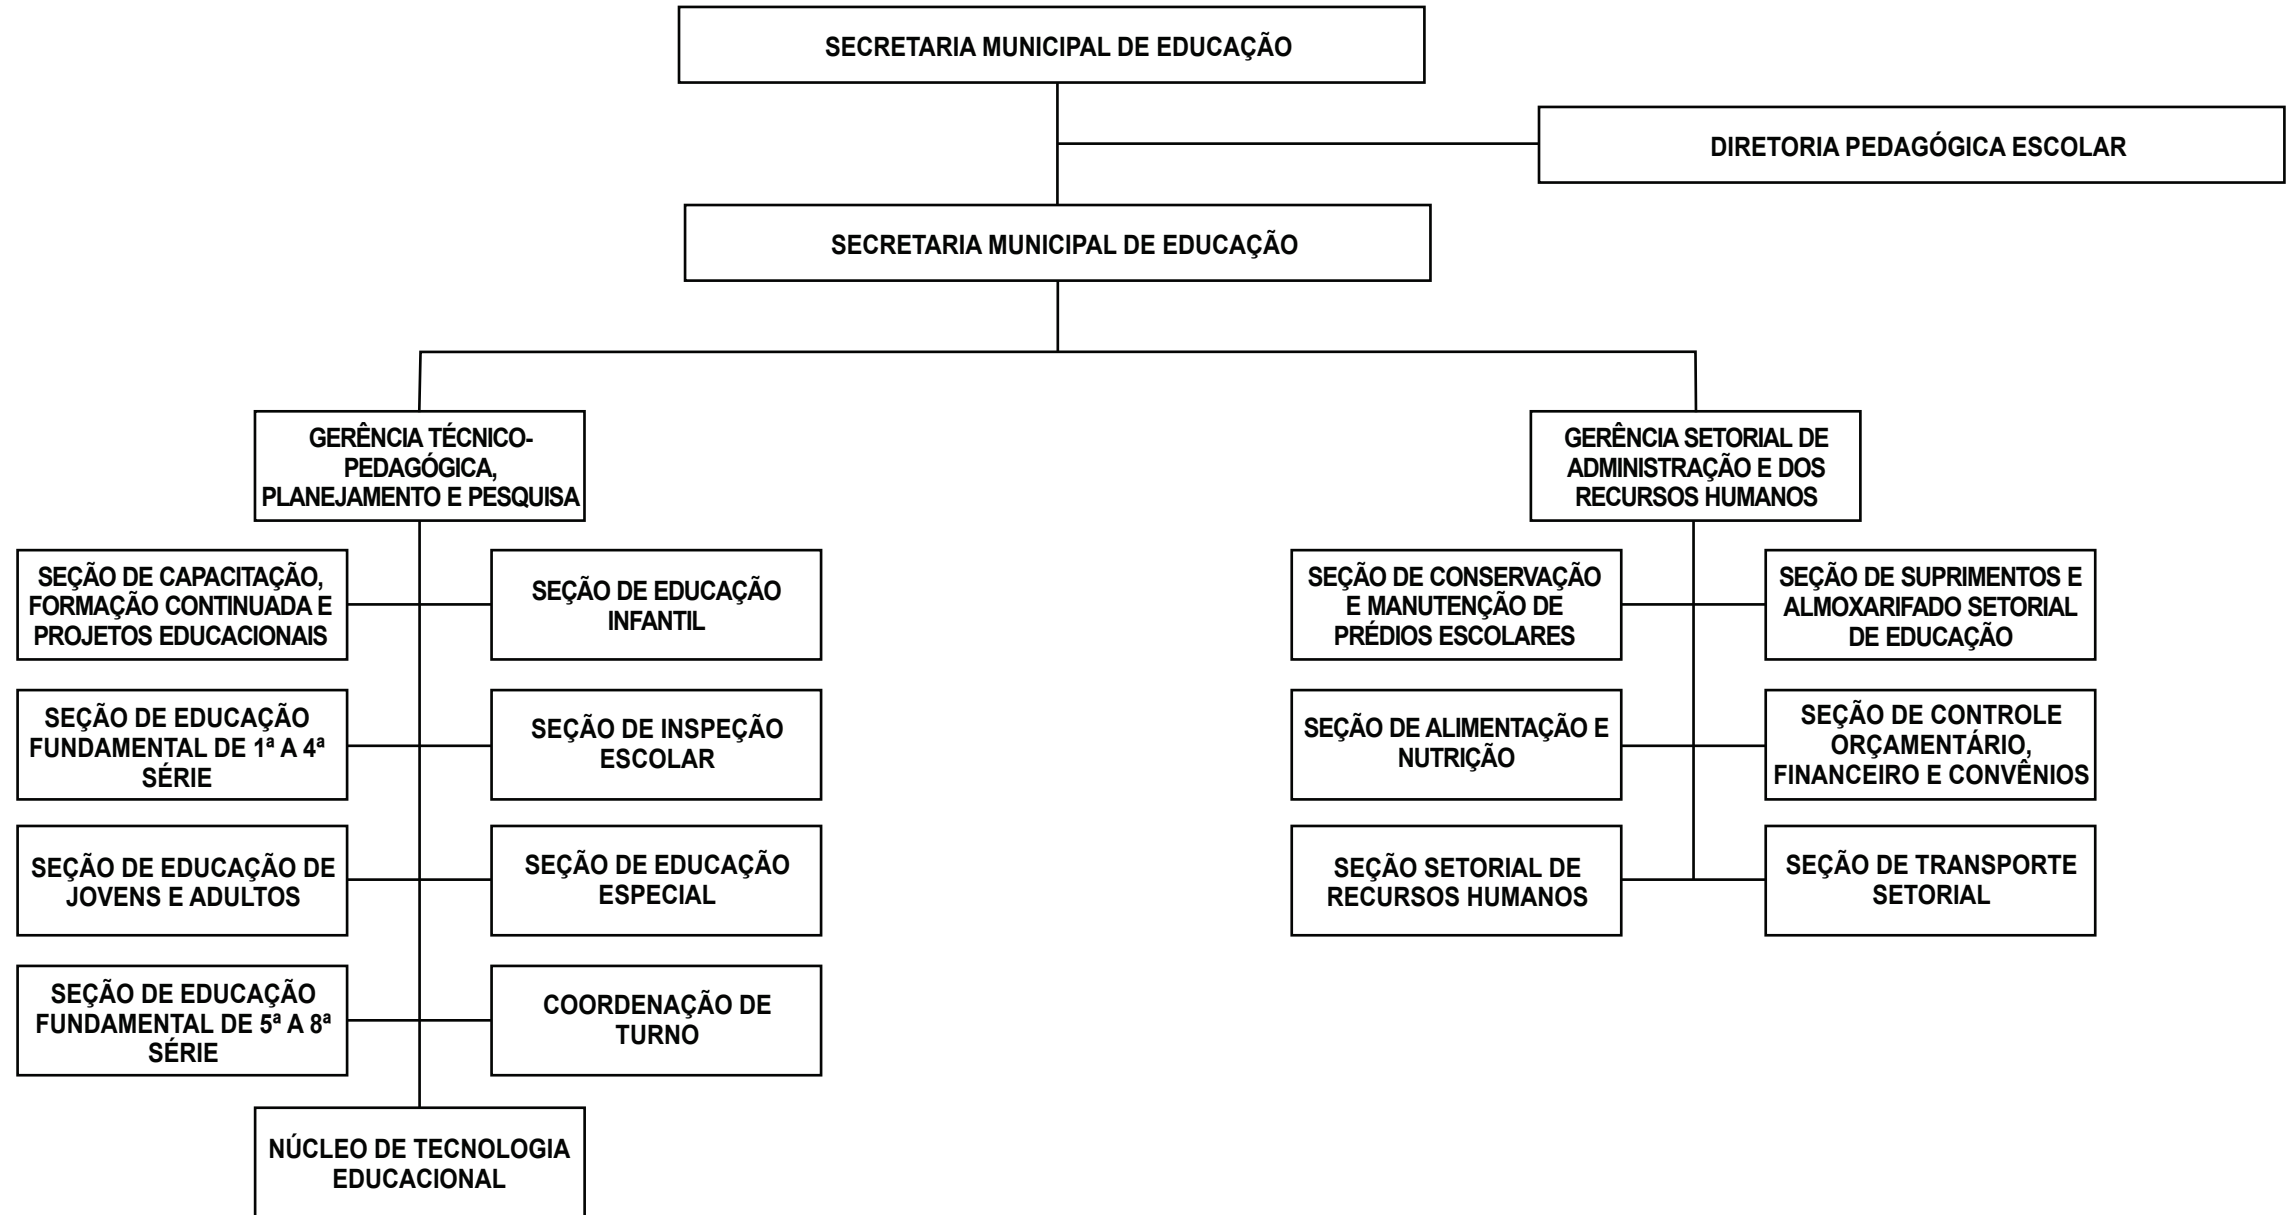 SECRETARIA MUNICIPAL DE EDUCAÇÃO
DIRETORIA PEDAGÓGICA ESCOLAR
SECRETARIA MUNICIPAL DE EDUCAÇÃO
GERÊNCIA TÉCNICO-
PEDAGÓGICA,
PLANEJAMENTO E PESQUISA
GERÊNCIA SETORIAL DE
ADMINISTRAÇÃO E DOS
RECURSOS HUMANOS
SEÇÃO DE CAPACITAÇÃO,
FORMAÇÃO CONTINUADA E
PROJETOS EDUCACIONAIS
SEÇÃO DE EDUCAÇÃO
INFANTIL
SEÇÃO DE CONSERVAÇÃO
E MANUTENÇÃO DE
PRÉDIOS ESCOLARES
SEÇÃO DE SUPRIMENTOS E
ALMOXARIFADO SETORIAL
DE EDUCAÇÃO
SEÇÃO DE EDUCAÇÃO
FUNDAMENTAL DE 1ª A 4ª
SÉRIE
SEÇÃO DE INSPEÇÃO
ESCOLAR
SEÇÃO DE ALIMENTAÇÃO E
NUTRIÇÃO
SEÇÃO DE CONTROLE
ORÇAMENTÁRIO,
FINANCEIRO E CONVÊNIOS
SEÇÃO DE EDUCAÇÃO DE
JOVENS E ADULTOS
SEÇÃO DE EDUCAÇÃO
ESPECIAL
SEÇÃO SETORIAL DE
RECURSOS HUMANOS
SEÇÃO DE TRANSPORTE
SETORIAL
SEÇÃO DE EDUCAÇÃO
FUNDAMENTAL DE 5ª A 8ª
SÉRIE
COORDENAÇÃO DE
TURNO
NÚCLEO DE TECNOLOGIA
EDUCACIONAL